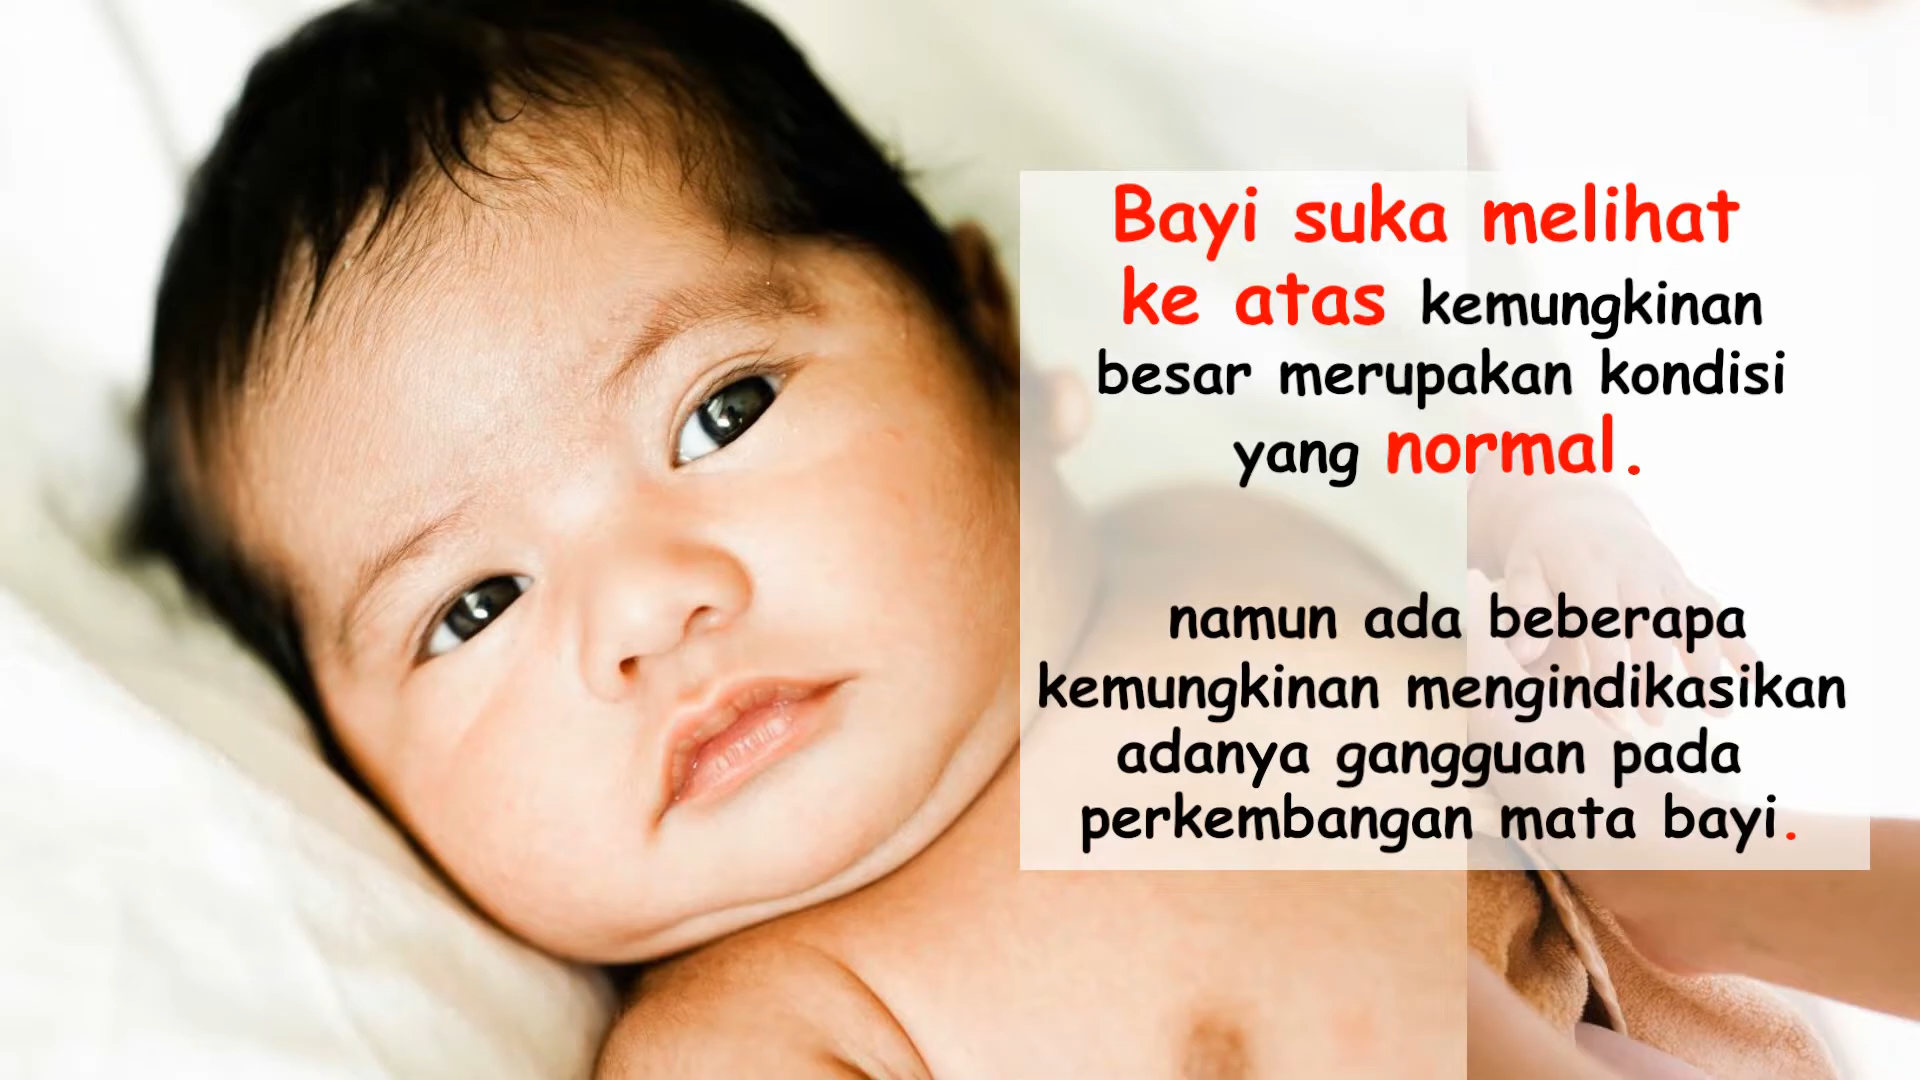 Bayi suka melihat
ke atas kemungkinan
besar merupakan kondisi
yang normal.
namun ada beberapa
kemungkinan mengindikasikan
adanya gangguan pada
perkembangan mata bayi.